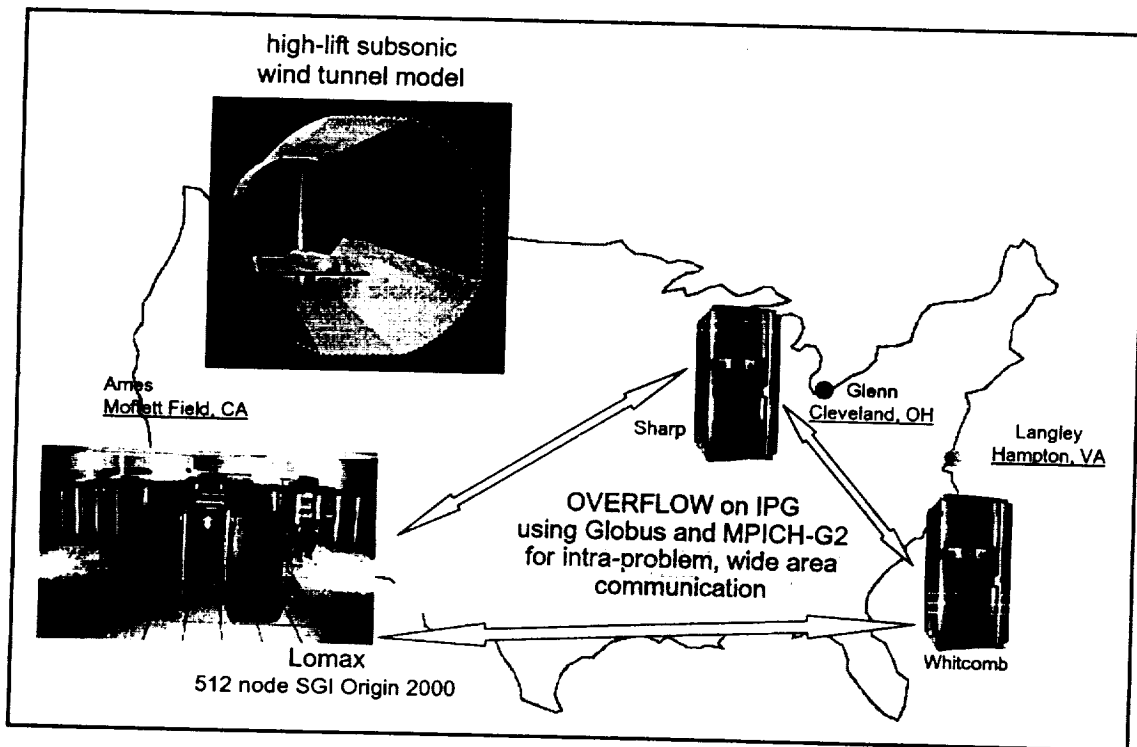 high-lift subsonic
wind tunnel model
Ames
Moffett Field, CA
Sharp
Glenn
Cleveland, OH
Langley
Hampton, VA
OVERFLOW on IPG
using Globus and MPICH-G2
for intra-problem, wide area
communication
Lomax
512 node SGI Origin 2000
Whitcomb